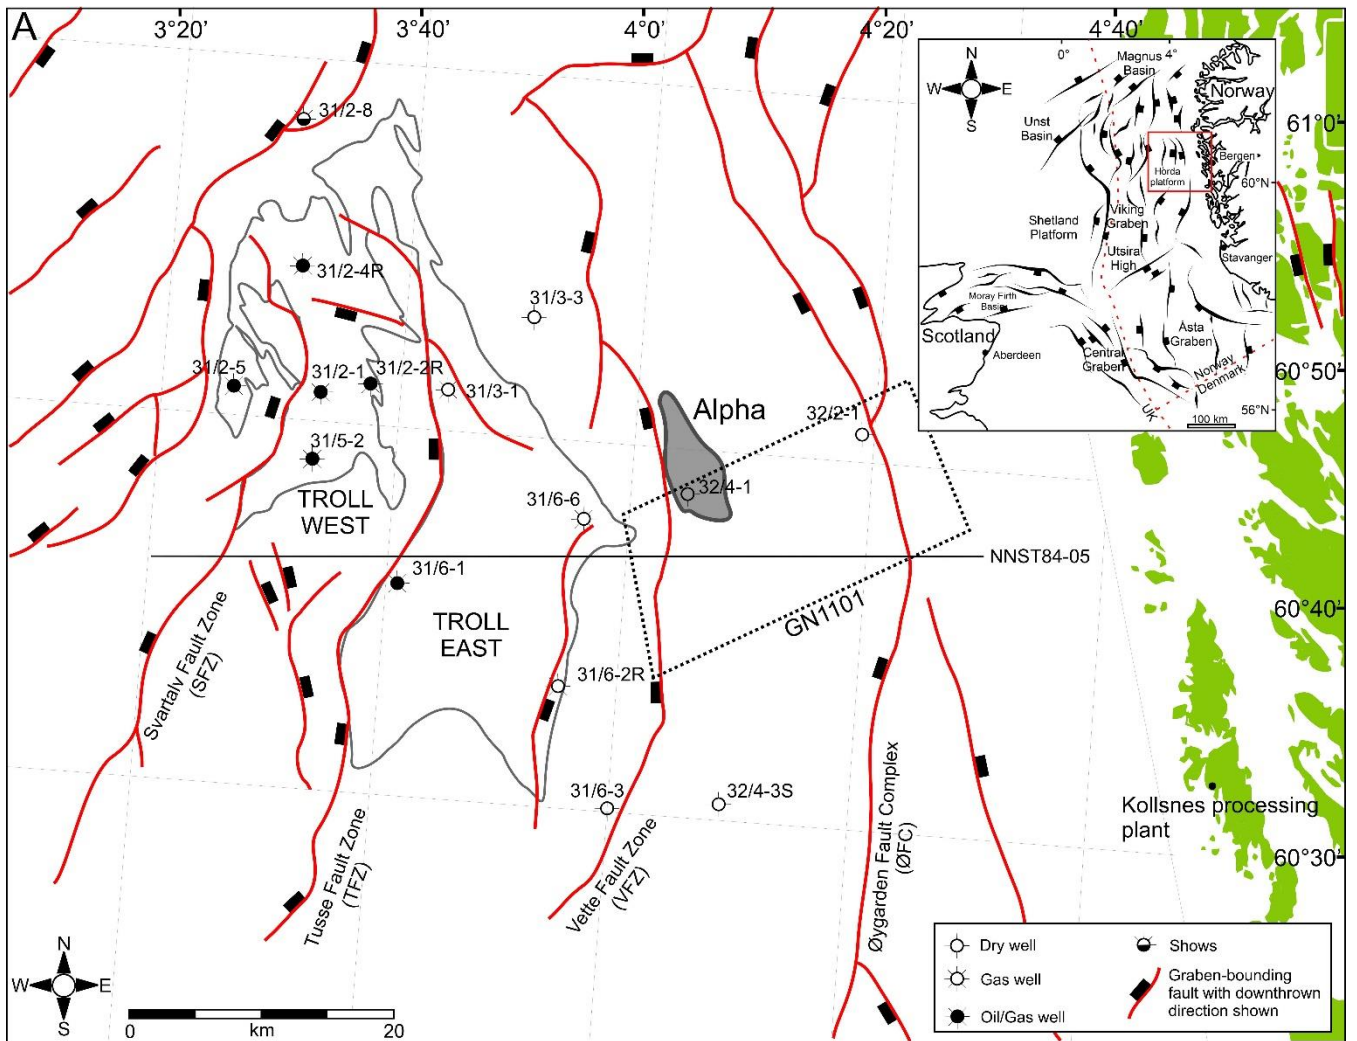 A
3°20'
3°40'
4°0'
4°20'
4°40'
61°0'
60°50'
60°40'
60°30'
31/2-8
31/2-4R
31/3-3
31/2-5
31/2-1
31/2-2R
31/3-1
31/5-2
Alpha
32/2-1
32/4-1
31/6-6
TROLL
WEST
NNST84-05
31/6-1
TROLL
EAST
GN1101
31/6-2R
31/6-3
32/4-3S
Svartalv Fault Zone
(SFZ)
Tusse Fault Zone
(TFZ)
Vette Fault Zone
(VFZ)
Øygarden Fault Complex
(ØFC)
Kollsnes processing
plant
N
W
E
S
0
km
20
N
W
E
S
0°
4°
Magnus
Basin
Norway
Unst
Basin
Bergen
60°N
Horda
platform
Shetland
Platform
Viking
Graben
Utsira
High
Stavanger
Moray Firth
Basin
Scotland
Aberdeen
Central
Graben
Åsta
Graben
Norway
Denmark
UK
56°N
100 km
Dry well
Gas well
Oil/Gas well
Shows
Graben-bounding
fault with downthrown
direction shown